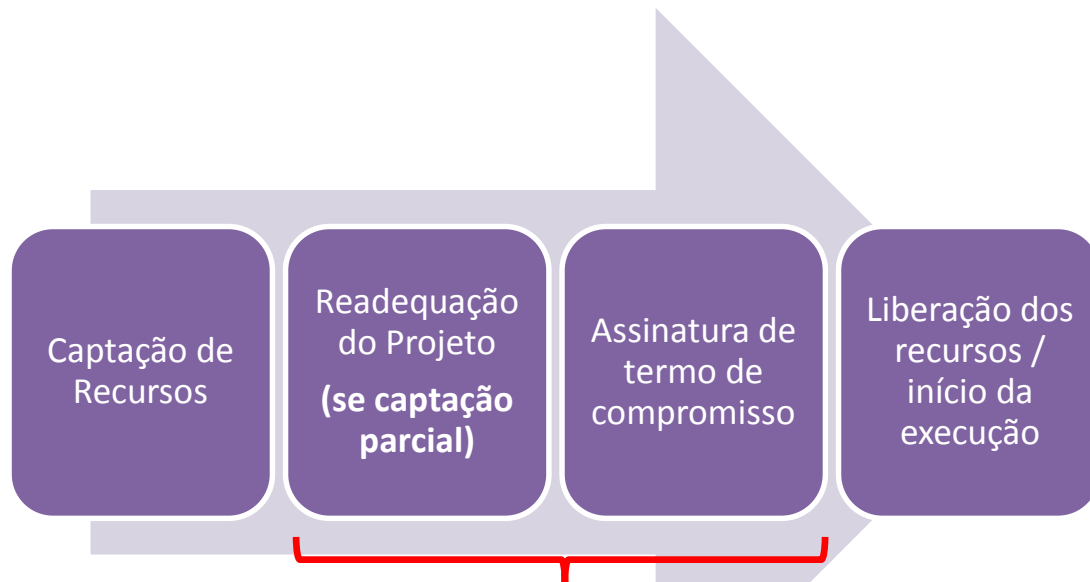 Captação de
Recursos
Readequação
do Projeto
(se captação
parcial)
Assinatura de
termo de
compromisso
Liberação dos
recursos /
início da
execução